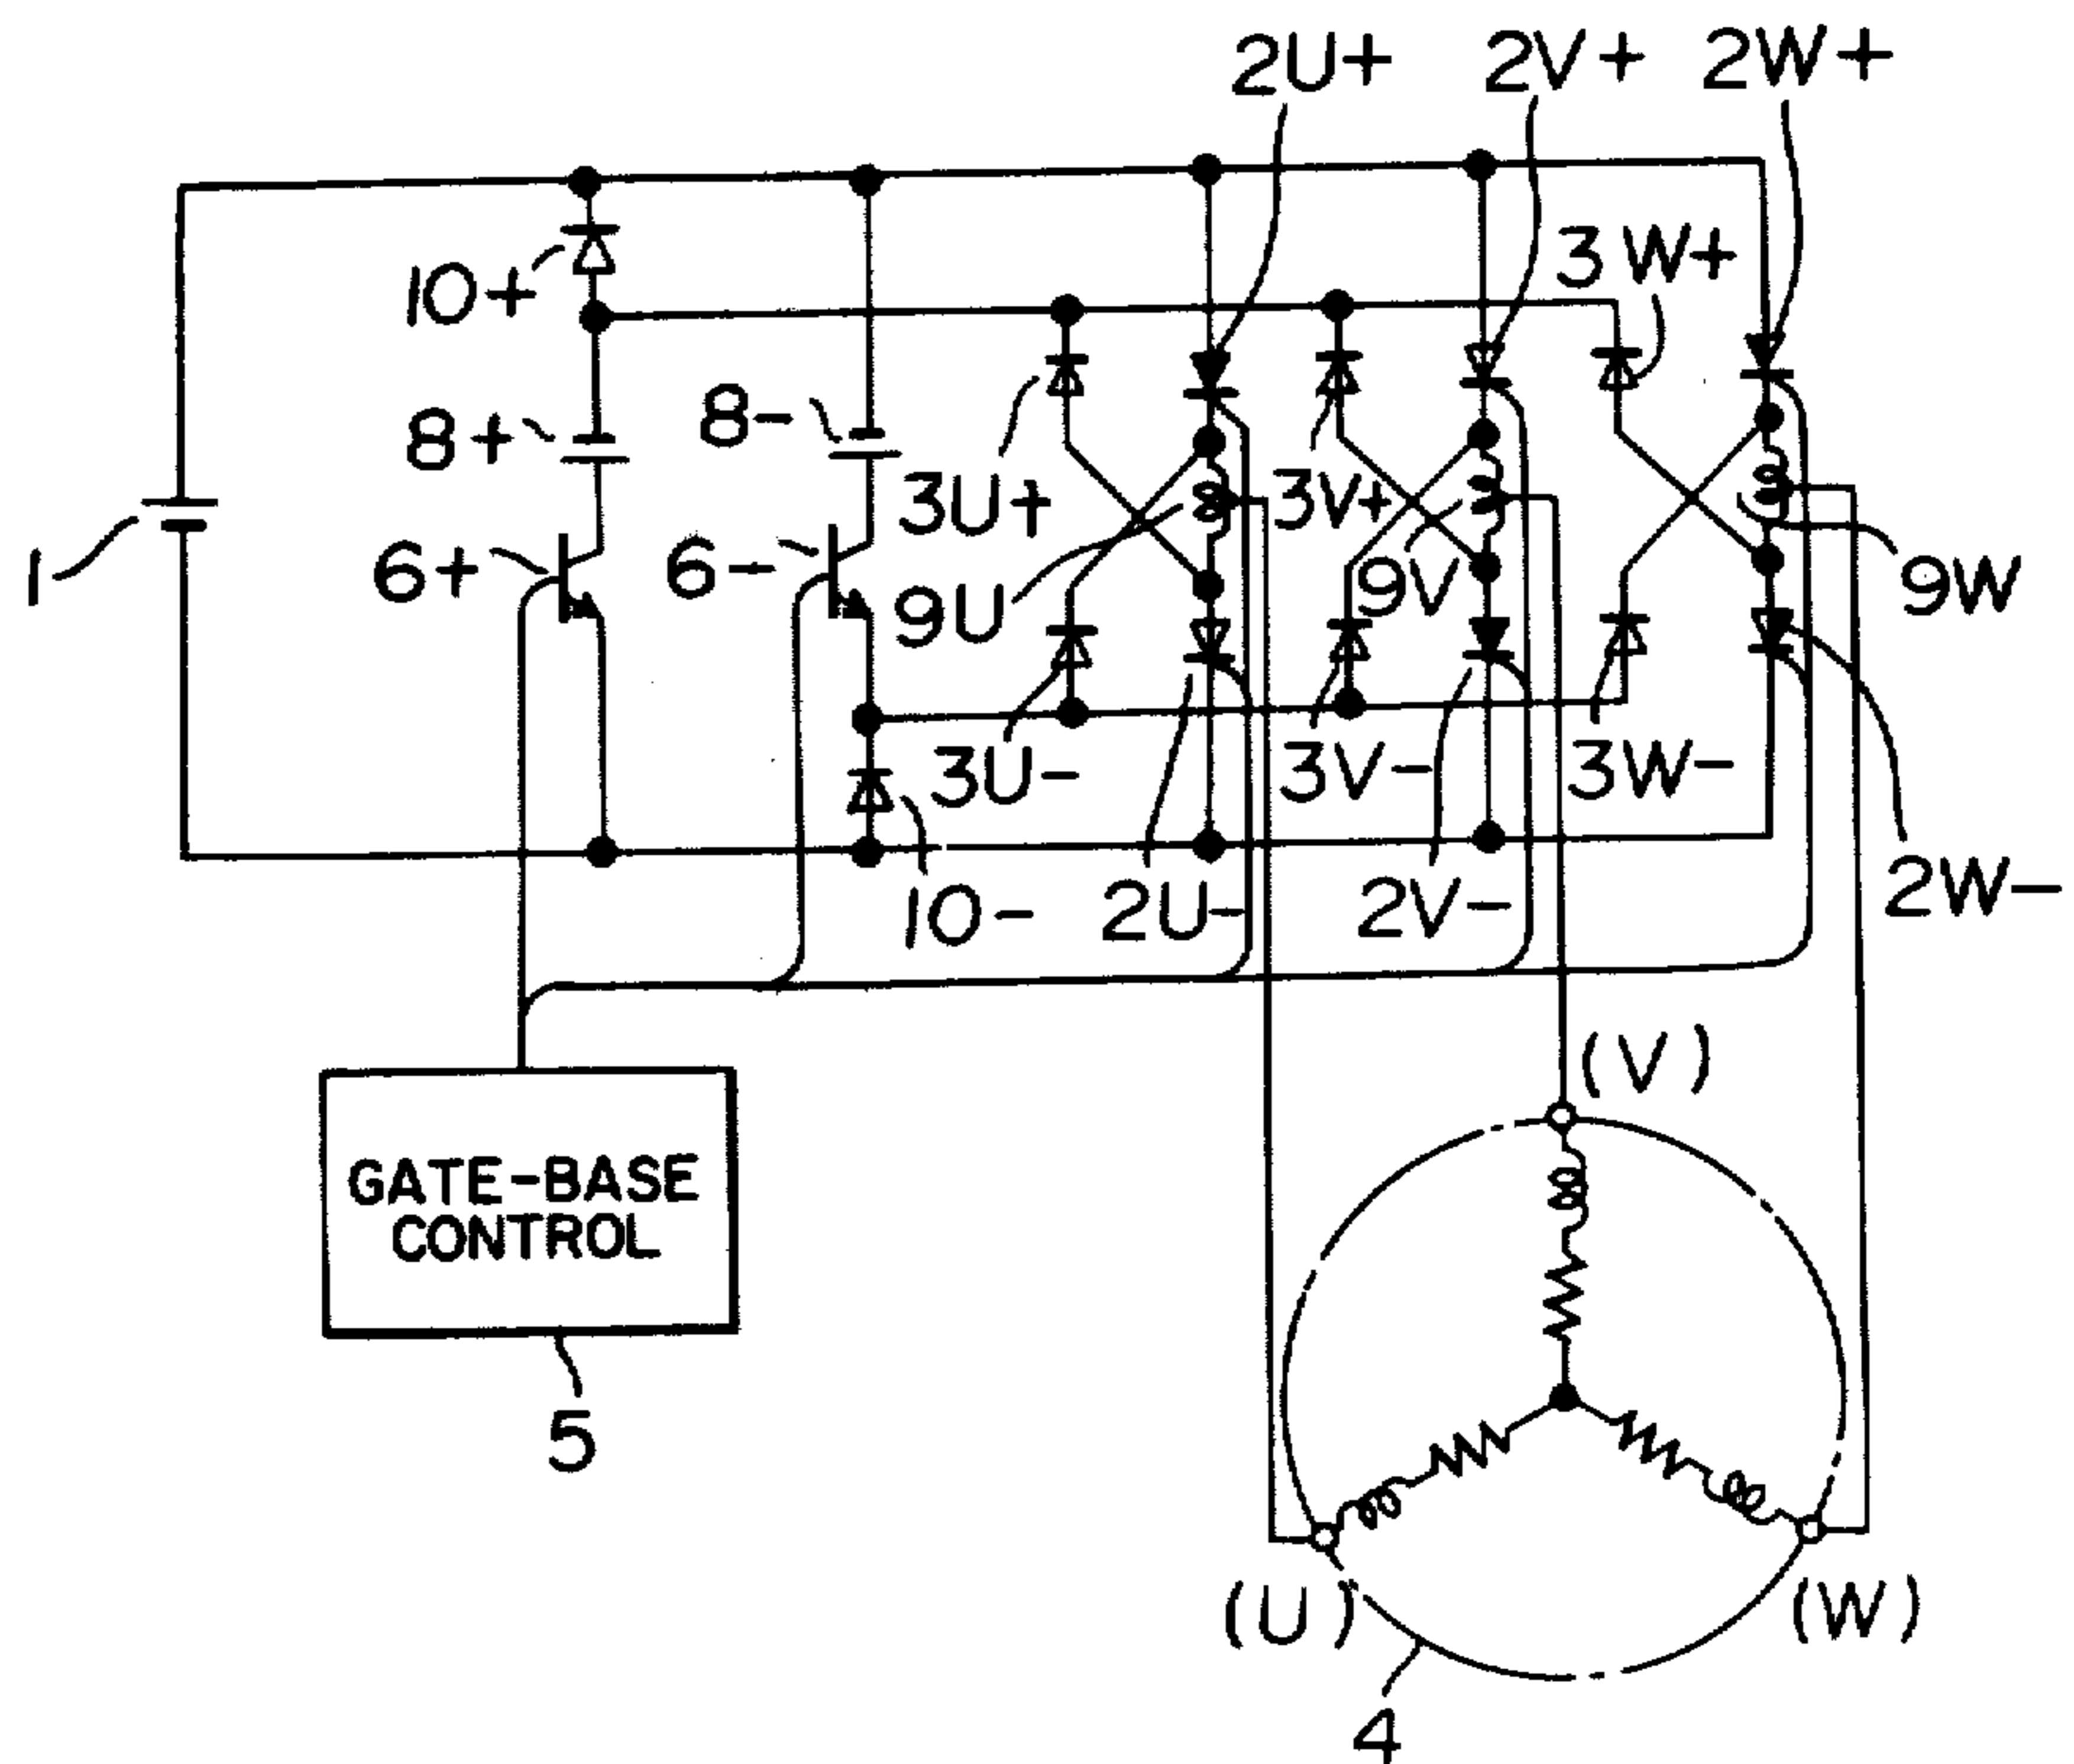 2U+ 2V+ 2W+
3W+
10+
8+ 8-
3U+ 3V+
1 6+ 6- 9U 9V 9W
3U- 3V- 3W-
10- 2U- 2V- 2W-
(V)
GATE-BASE
CONTROL
5
(U) (W)
4